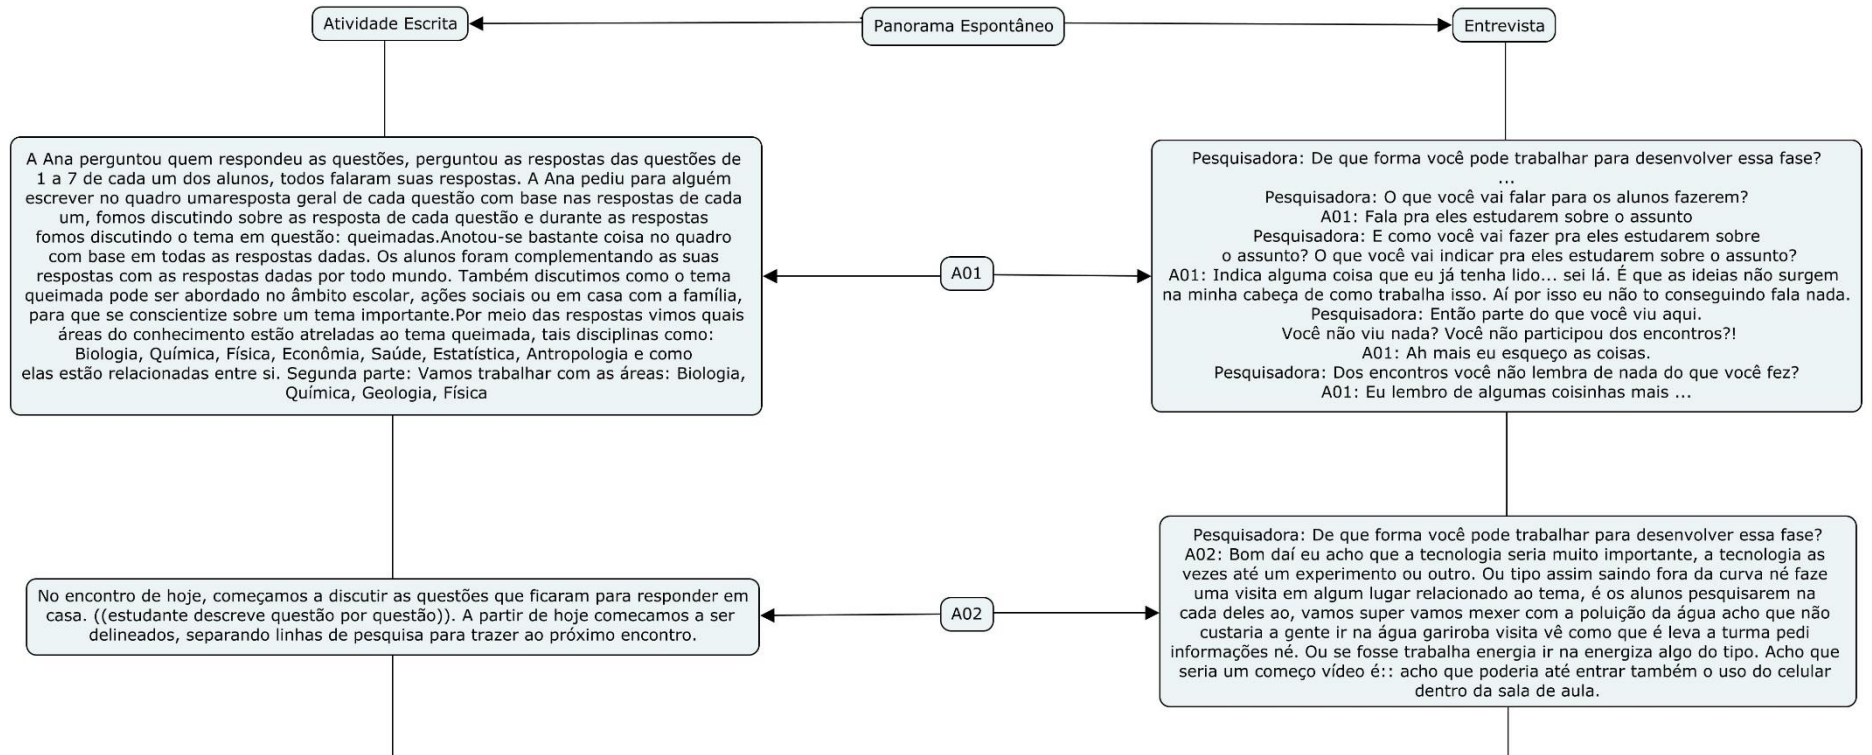 Atividade Escrita
Panorama Espontâneo
Entrevista
A Ana perguntou quem respondeu as questões, perguntou as respostas das questões de
1 a 7 de cada um dos alunos, todos falaram suas respostas. A Ana pediu para alguém
escrever no quadro umaresposta geral de cada questão com base nas respostas de cada
um, fomos discutindo sobre as resposta de cada questão e durante as respostas
fomos discutindo o tema em questão: queimadas.Anotou-se bastante coisa no quadro
com base em todas as respostas dadas. Os alunos foram complementando as suas
respostas com as respostas dadas por todo mundo. Também discutimos como o tema
queimada pode ser abordado no âmbito escolar, ações sociais ou em casa com a família,
para que se conscientize sobre um tema importante.Por meio das respostas vimos quais
áreas do conhecimento estão atreladas ao tema queimada, tais disciplinas como:
Biologia, Química, Física, Econômia, Saúde, Estatística, Antropologia e como
elas estão relacionadas entre si. Segunda parte: Vamos trabalhar com as áreas: Biologia,
Química, Geologia, Física
A01
Pesquisadora: De que forma você pode trabalhar para desenvolver essa fase?
...
Pesquisadora: O que você vai falar para os alunos fazerem?
A01: Fala pra eles estudarem sobre o assunto
Pesquisadora: E como você vai fazer pra eles estudarem sobre
o assunto? O que você vai indicar pra eles estudarem sobre o assunto?
A01: Indica alguma coisa que eu já tenha lido... sei lá. É que as ideias não surgem
na minha cabeça de como trabalha isso. Aí por isso eu não to conseguindo fala nada.
Pesquisadora: Então parte do que você viu aqui.
Você não viu nada? Você não participou dos encontros?!
A01: Ah mais eu esqueço as coisas.
Pesquisadora: Dos encontros você não lembra de nada do que você fez?
A01: Eu lembro de algumas coisinhas mais ...
No encontro de hoje, começamos a discutir as questões que ficaram para responder em
casa. ((estudante descreve questão por questão)). A partir de hoje comecamos a ser
delineados, separando linhas de pesquisa para trazer ao próximo encontro.
A02
Pesquisadora: De que forma você pode trabalhar para desenvolver essa fase?
A02: Bom daí eu acho que a tecnologia seria muito importante, a tecnologia as
vezes até um experimento ou outro. Ou tipo assim saindo fora da curva né faze
uma visita em algum lugar relacionado ao tema, é os alunos pesquisarem na
cada deles ao, vamos super vamos mexer com a poluição da água acho que não
custaria a gente ir na água gariroba visita vê como que é leva a turma pedi
informações né. Ou se fosse trabalha energia ir na energiza algo do tipo. Acho que
seria um começo vídeo é:: acho que poderia até entrar também o uso do celular
dentro da sala de aula.